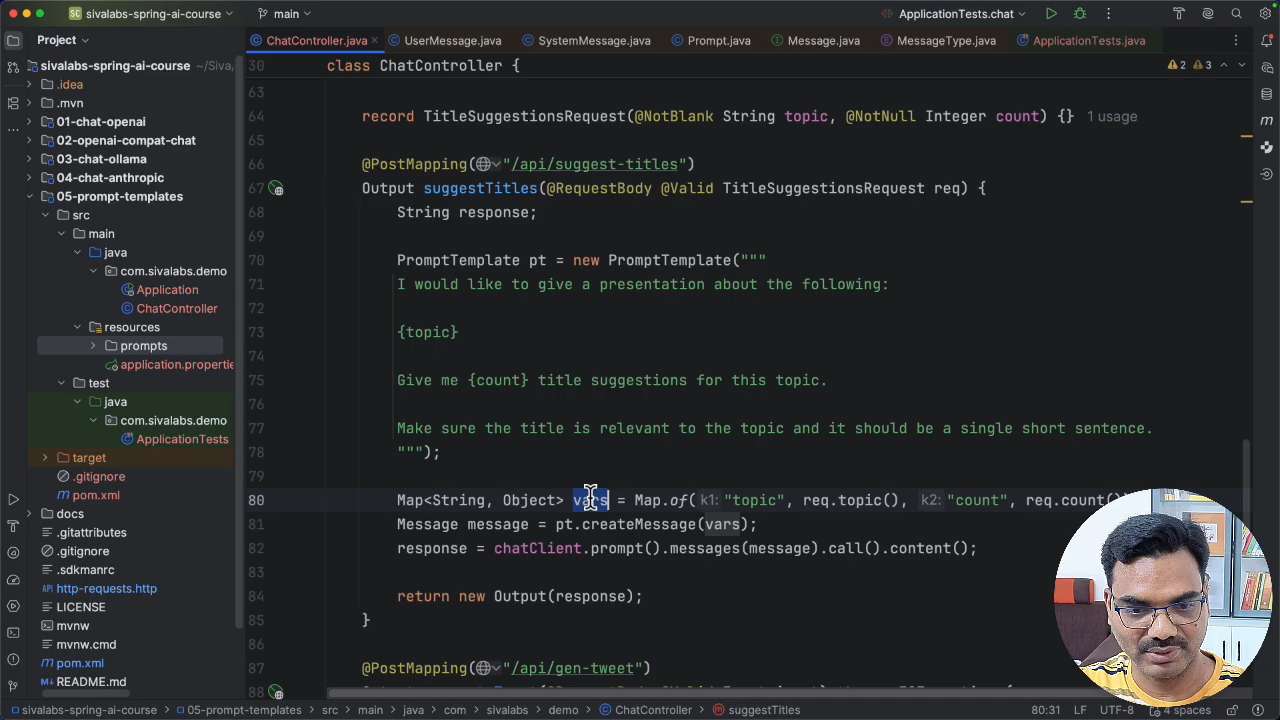 sivalabs-spring-ai-course
main
ApplicationTests.chat
Project
ChatController.java
UserMessage.java
SystemMessage.java
Prompt.java
Message.java
MessageType.java
ApplicationTests.java
sivalabs-spring-ai-course
.idea
.mvn
01-chat-openai
02-openai-compat-chat
03-chat-ollama
04-chat-anthropic
05-prompt-templates
src
main
java
com.sivalabs.demo
Application
ChatController
resources
prompts
application.propertie
test
java
com.sivalabs.demo
ApplicationTests
target
.gitignore
pom.xml
docs
.gitattributes
.gitignore
.sdkmanrc
http-requests.http
LICENSE
mvnw
mvnw.cmd
pom.xml
README.md
30 class ChatController {
2 3
63
64 record TitleSuggestionsRequest(@NotBlank String topic, @NotNull Integer count) {} 1 usage
65
66 @PostMapping("/api/suggest-titles")
67 Output suggestTitles(@RequestBody @Valid TitleSuggestionsRequest req) {
68 String response;
69
70 PromptTemplate pt = new PromptTemplate("""
71 I would like to give a presentation about the following:
72
73 {topic}
74
75 Give me {count} title suggestions for this topic.
76
77 Make sure the title is relevant to the topic and it should be a single short sentence.
78 """);
79
80 Map<String, Object> vars = Map.of( k1: "topic", req.topic(), k2: "count", req.count()
81 Message message = pt.createMessage(vars);
82 response = chatClient.prompt().messages(message).call().content();
83
84 return new Output(response);
85 }
86
87 @PostMapping("/api/gen-tweet")
88
sivalabs-spring-ai-course
05-prompt-templates
src
main
java
com
sivalabs
demo
ChatController
suggestTitles
80:31
LF
UTF-8
4 spaces